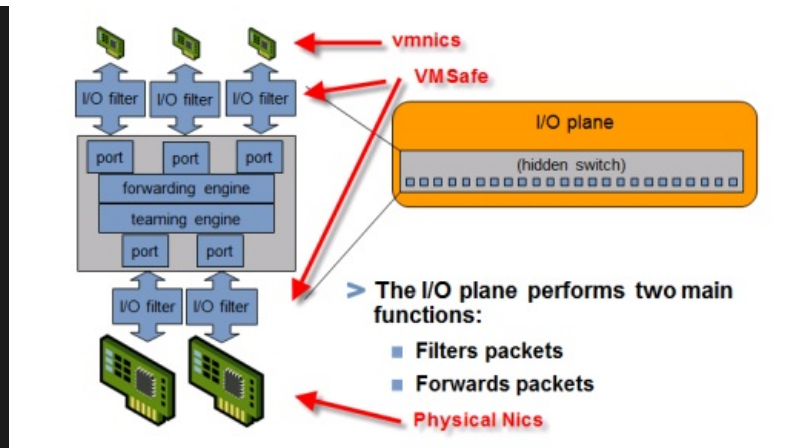 vmnics
VMSafe
I/O filter I/O filter I/O filter
I/O plane
(hidden switch)
port port port
forwarding engine
teaming engine
port port
I/O filter I/O filter
> The I/O plane performs two main
functions:
Filters packets
Forwards packets
Physical Nics